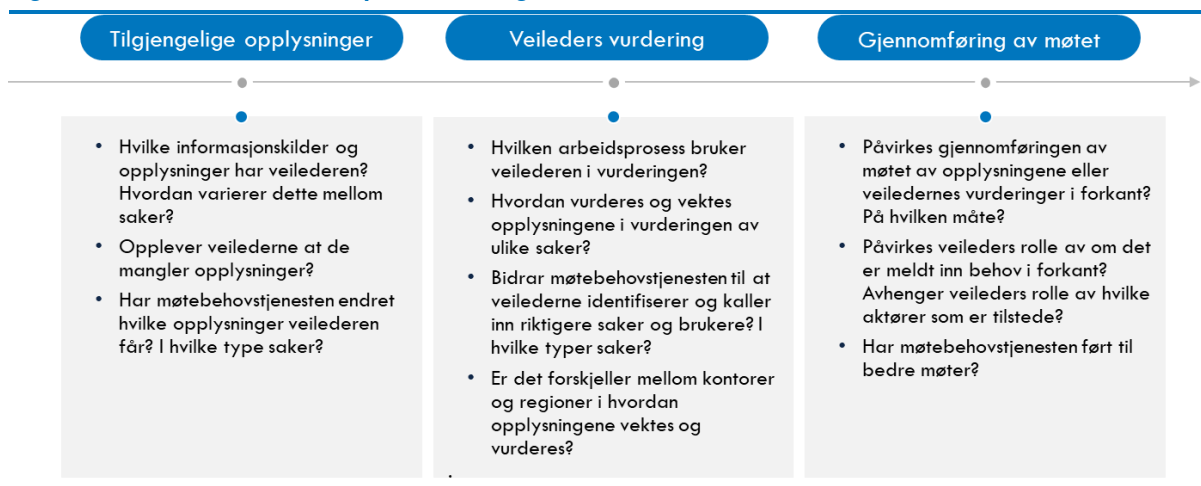 Tilgjengelige opplysninger
Veileders vurdering
Gjennomføring av møtet
• Hvilke informasjonskilder og
opplysninger har veilederen?
Hvordan varierer dette mellom
saker?
• Opplever veilederne at de
mangler opplysninger?
• Har møtebehovstjenesten endret
hvilke opplysninger veilederen
får? I hvilke type saker?
• Hvilken arbeidsprosess bruker
veilederen i vurderingen?
• Hvordan vurderes og vektes
opplysningene i vurderingen av
ulike saker?
• Bidrar møtebehovstjenesten til at
veilederne identifiserer og kaller
inn riktigere saker og brukere? I
hvilke typer saker?
• Er det forskjeller mellom kontorer
og regioner i hvordan
opplysningene vektes og
vurderes?
• Påvirkes gjennomføringen av
møtet av opplysningene eller
veiledernes vurderinger i forkant?
På hvilken måte?
• Påvirkes veileders rolle av om det
er meldt inn behov i forkant?
Avhenger veileders rolle av hvilke
aktører som er tilstede?
• Har møtebehovstjenesten ført til
bedre møter?